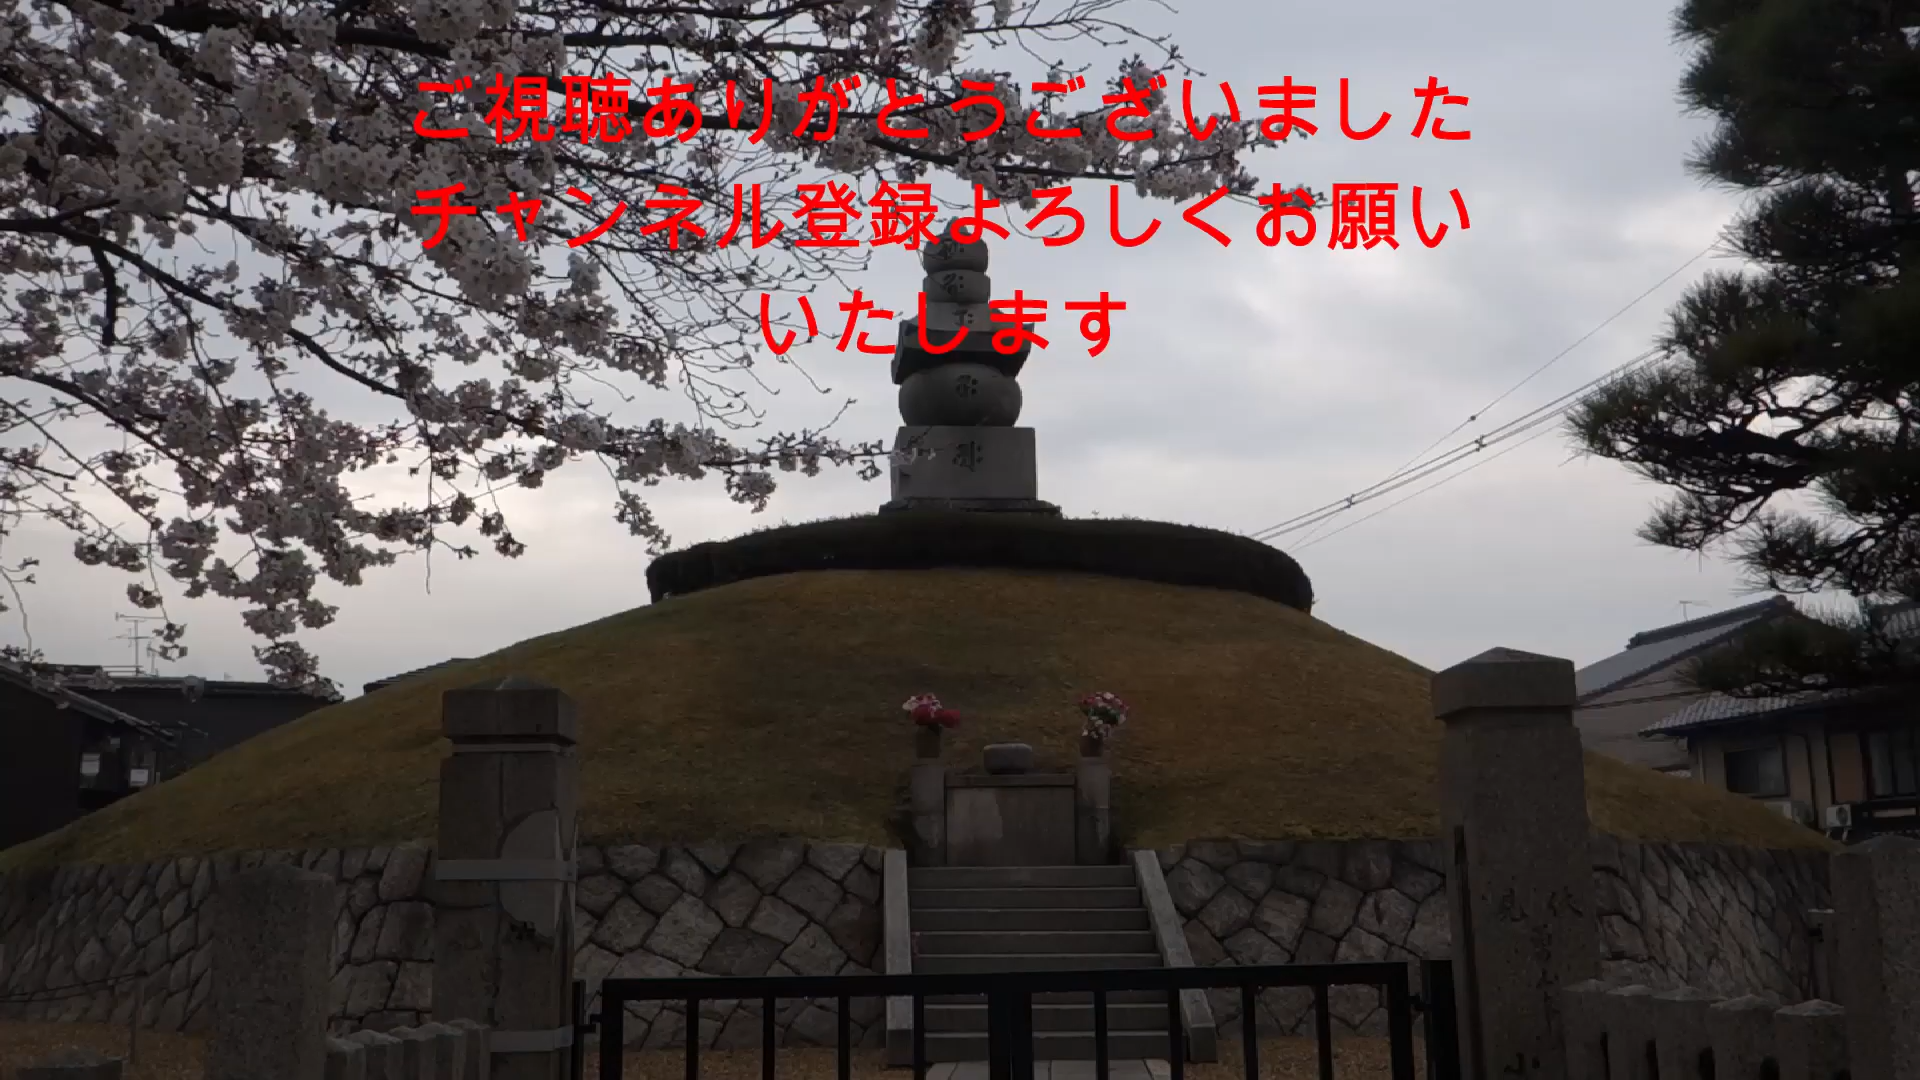 ご視聴ありがとうございました
チャンネル登録よろしくお願い
いたします